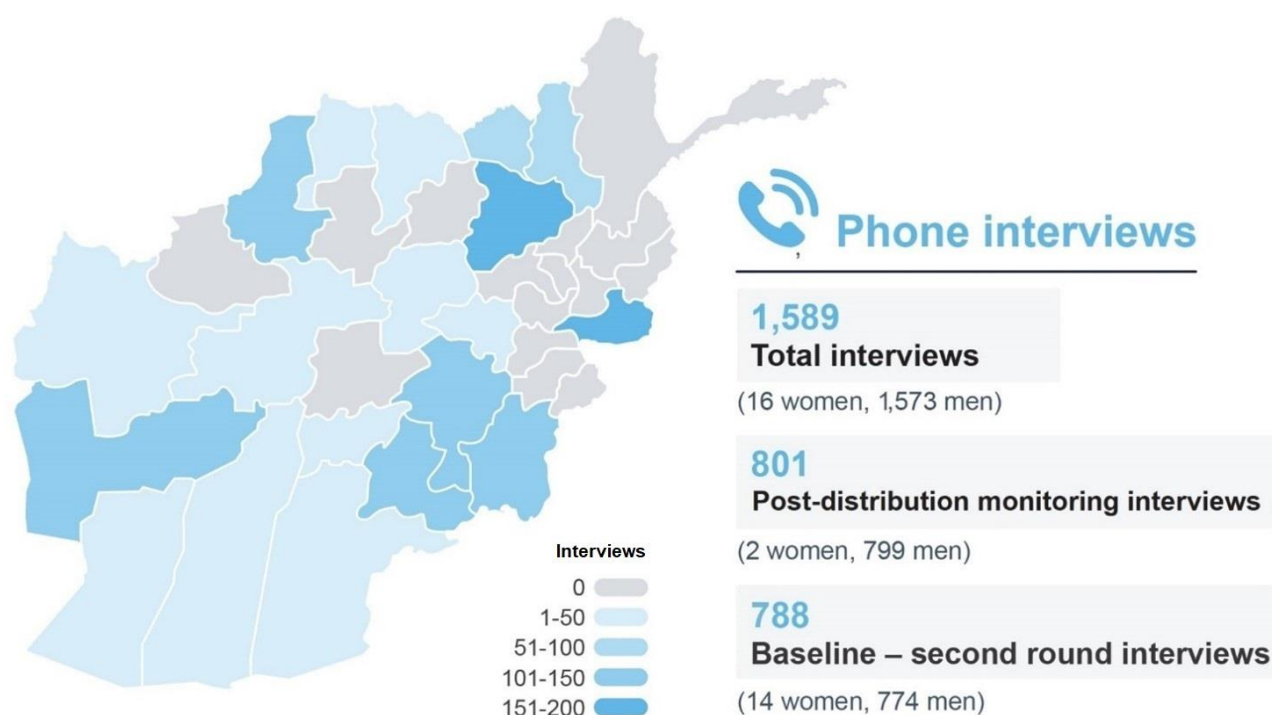 Phone interviews
1,589
Total interviews
(16 women, 1,573 men)
801
Post-distribution monitoring interviews
(2 women, 799 men)
788
Baseline – second round interviews
(14 women, 774 men)
Interviews
0
1-50
51-100
101-150
151-200